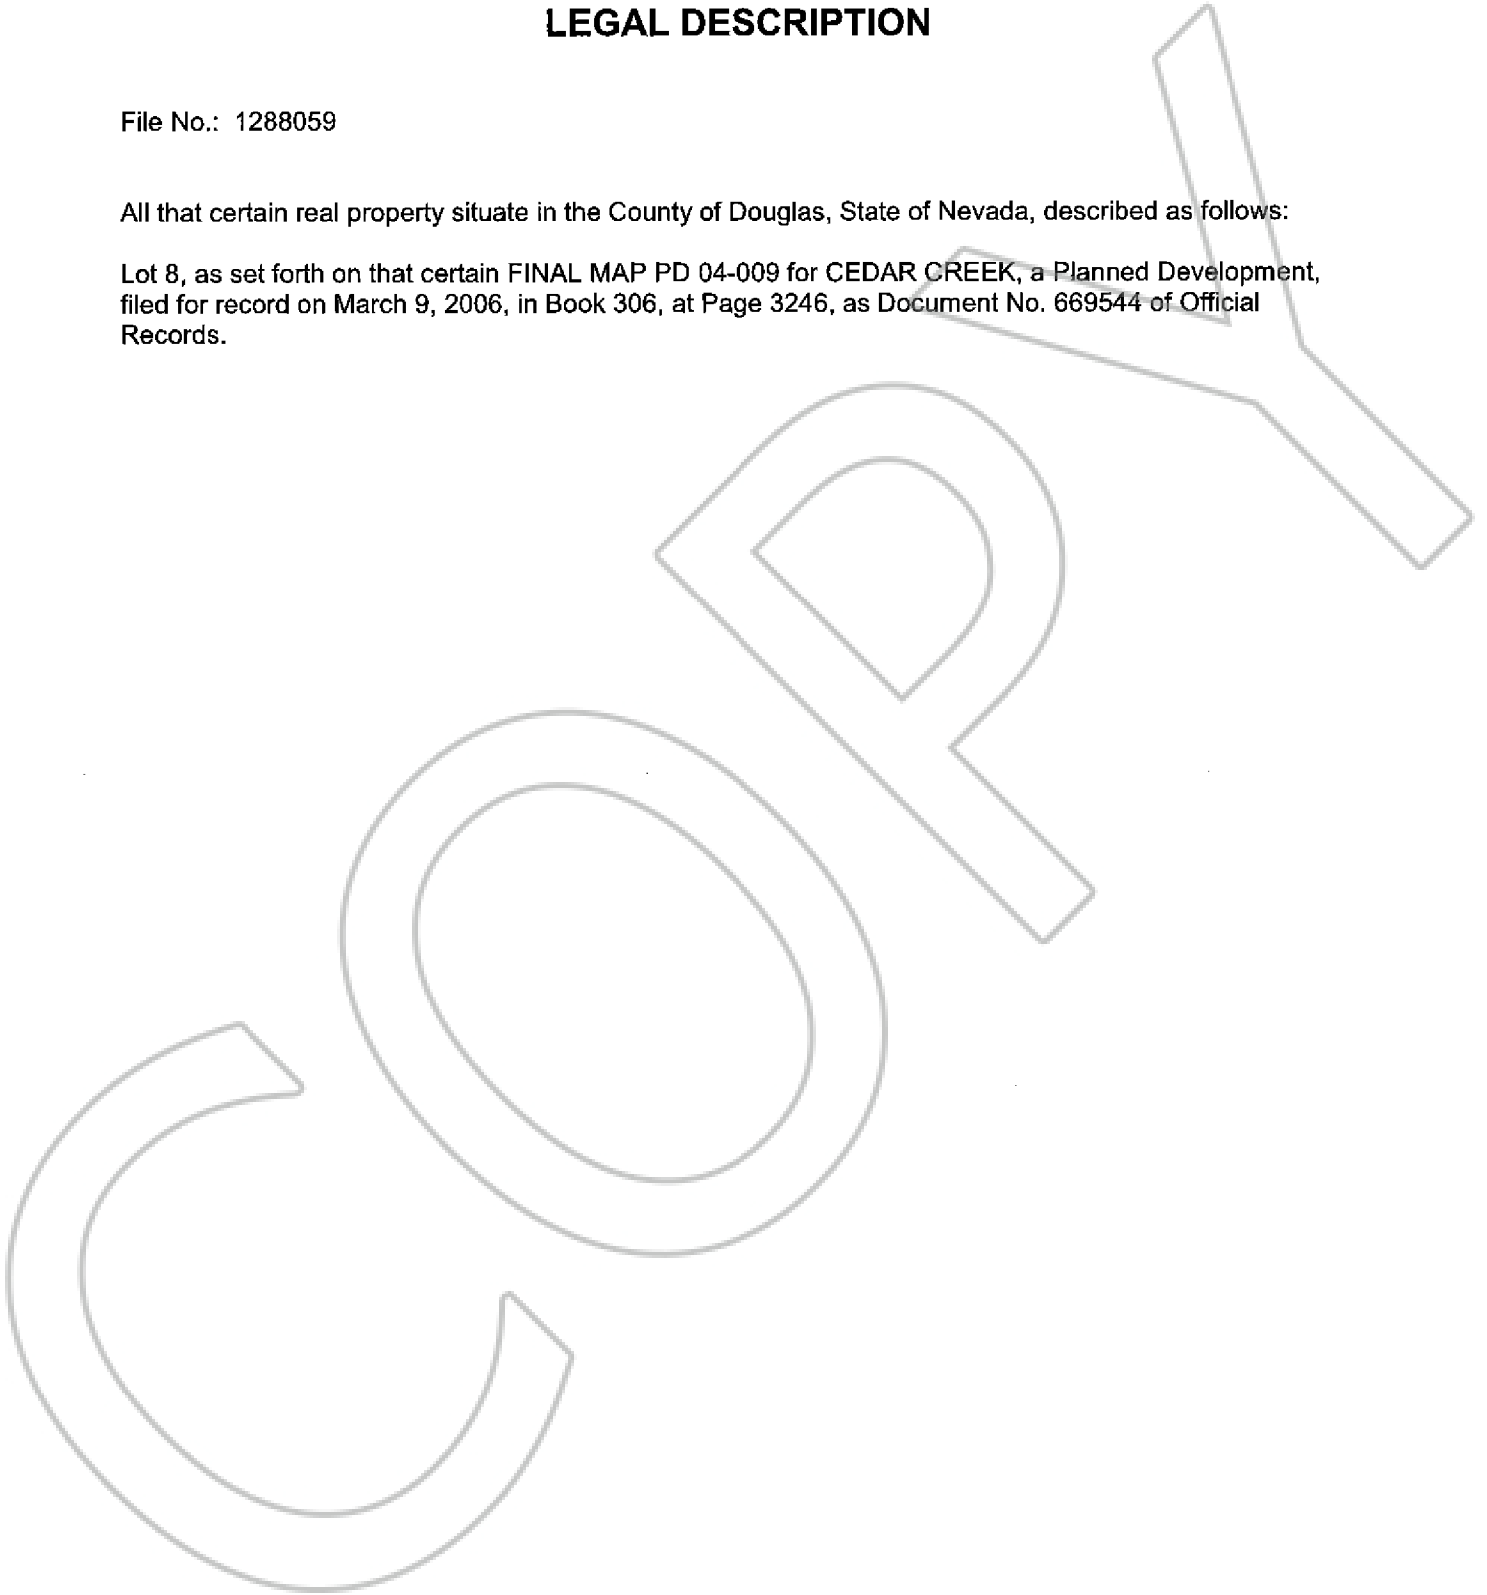 LEGAL DESCRIPTION
File No.: 1288059
All that certain real property situate in the County of Douglas, State of Nevada, described as follows:
Lot 8, as set forth on that certain FINAL MAP PD 04-009 for CEDAR CREEK, a Planned Development,
filed for record on March 9, 2006, in Book 306, at Page 3246, as Document No. 669544 of Official
Records.
COPY